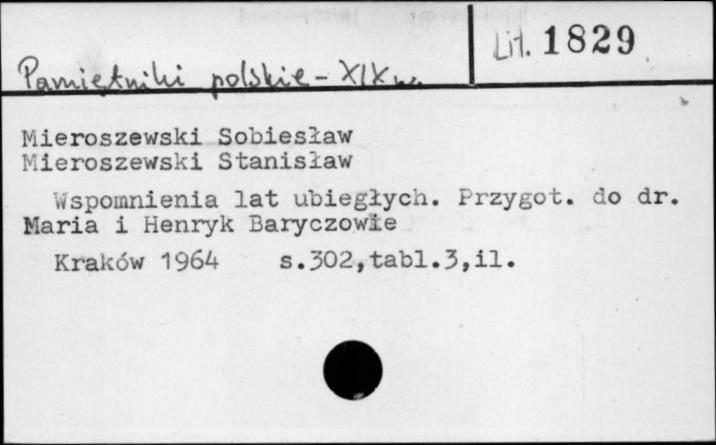 Lit. 1829
Pamiętniki polskie - XIX w.
Mieroszewski Sobiesław
Mieroszewski Stanisław
Wspomnienia lat ubiegłych. Przygot. do dr.
Maria i Henryk Baryczowie
Kraków 1964 s.302,tabl.3,il.